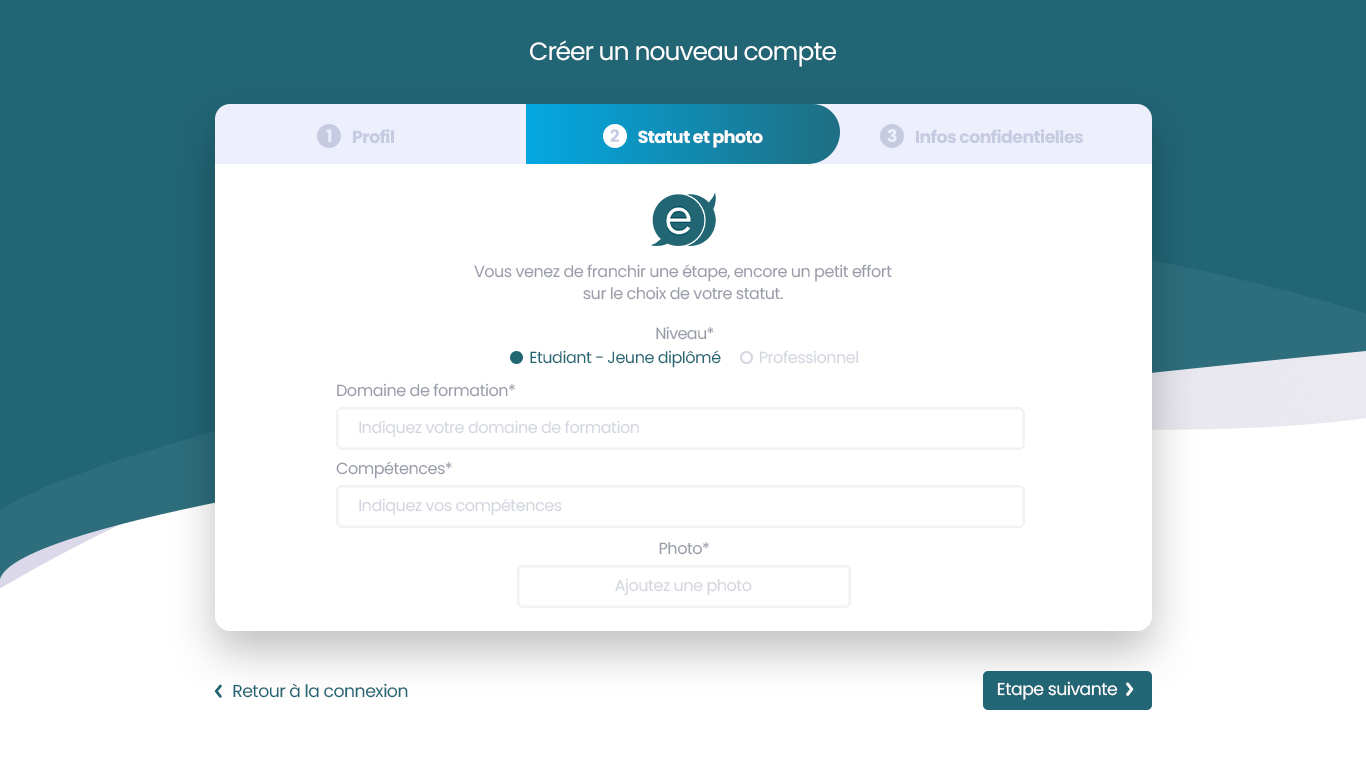 Créer un nouveau compte
1 Profil
2 Statut et photo
3 Infos confidentielles
e
Vous venez de franchir une étape, encore un petit effort
sur le choix de votre statut.
Niveau*
Etudiant - Jeune diplômé
Professionnel
Domaine de formation*
Indiquez votre domaine de formation
Compétences*
Indiquez vos compétences
Photo*
Ajoutez une photo
Retour à la connexion
Etape suivante